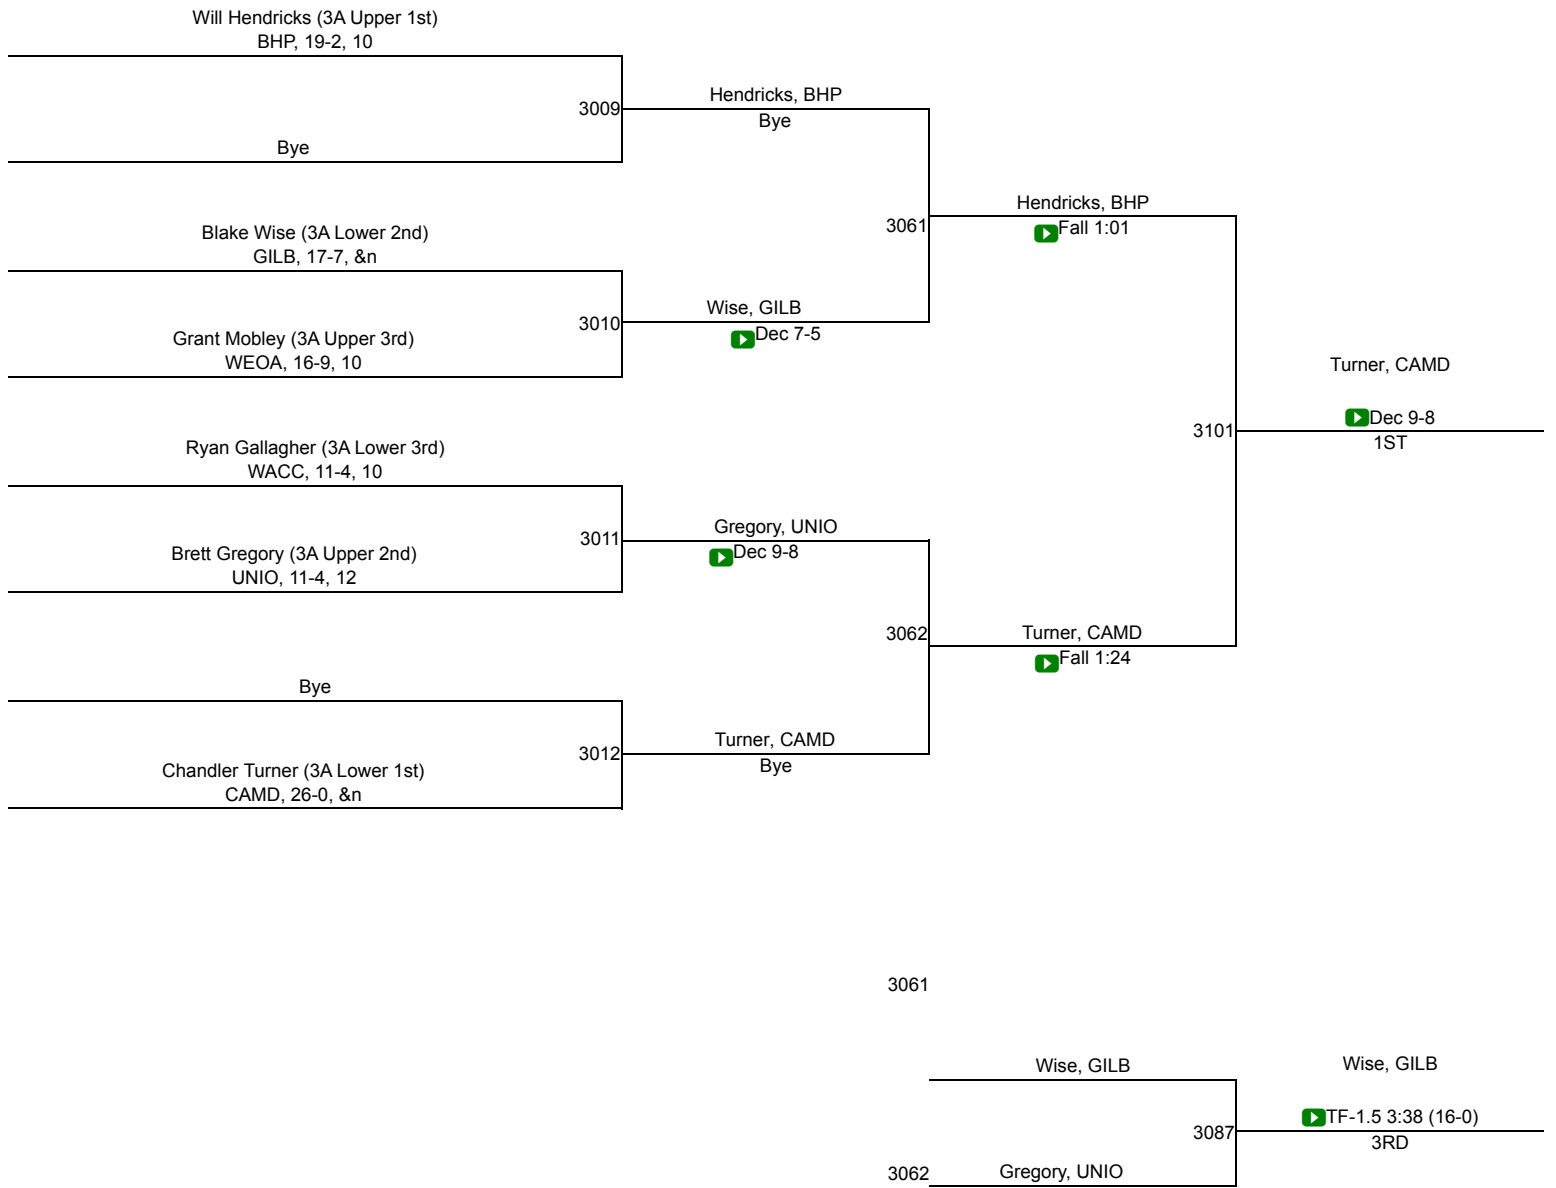 Will Hendricks (3A Upper 1st)
BHP, 19-2, 10
3009
Hendricks, BHP
Bye
Bye
Hendricks, BHP
3061
Fall 1:01
Blake Wise (3A Lower 2nd)
GILB, 17-7, &n
Wise, GILB
3010
Dec 7-5
Grant Mobley (3A Upper 3rd)
WEOA, 16-9, 10
Turner, CAMD
Dec 9-8
3101
1ST
Ryan Gallagher (3A Lower 3rd)
WACC, 11-4, 10
Gregory, UNIO
3011
Dec 9-8
Brett Gregory (3A Upper 2nd)
UNIO, 11-4, 12
3062
Turner, CAMD
Fall 1:24
Bye
Turner, CAMD
3012
Bye
Chandler Turner (3A Lower 1st)
CAMD, 26-0, &n
3061
Wise, GILB
Wise, GILB
TF-1.5 3:38 (16-0)
3087
3RD
3062
Gregory, UNIO